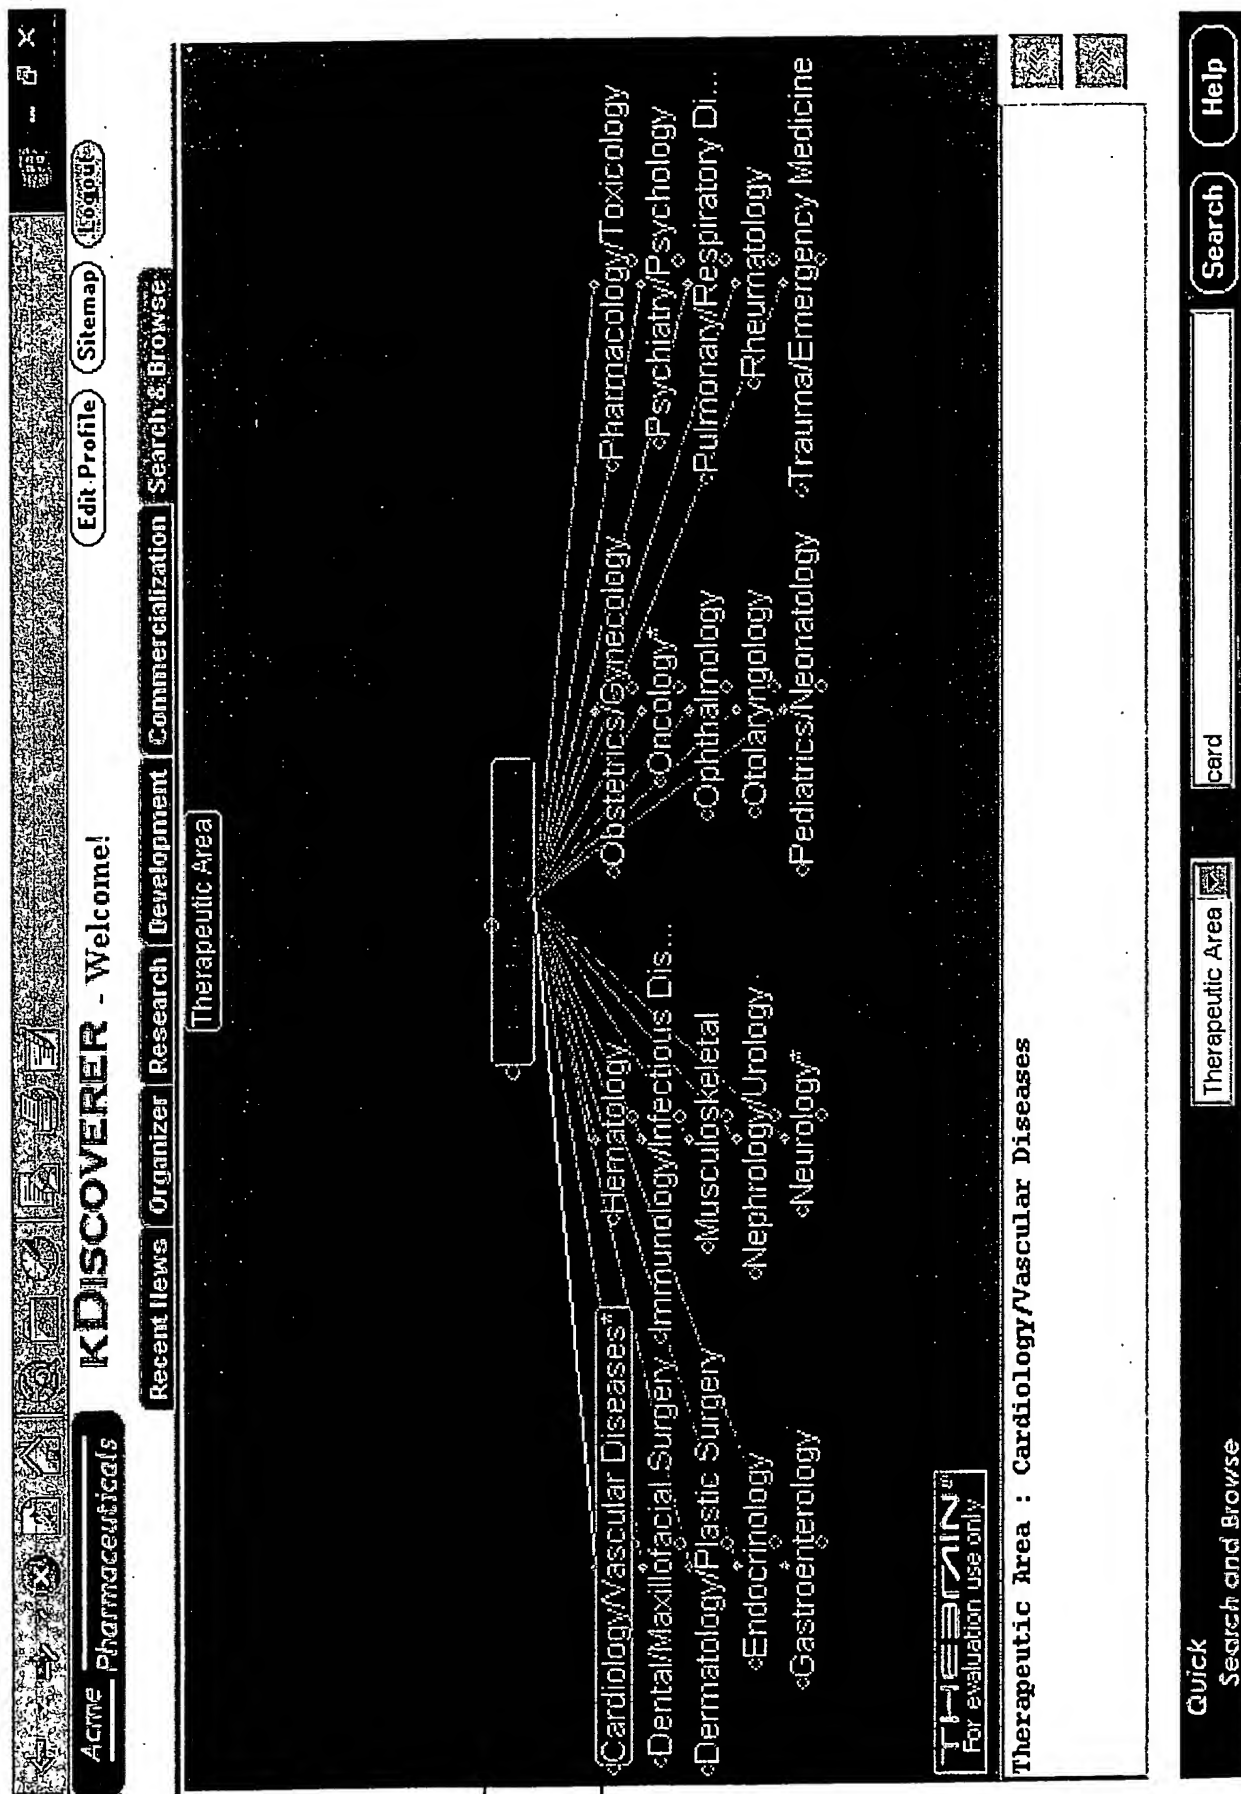 Acme
Pharmaceuticals
KDISCOVERER - Welcome!
Edit Profile Sitemap Logout
Recent News Organizer Research Development Commercialization Search & Browse
Therapeutic Area
Cardiology/Vascular Diseases* Hematology Obstetrics/Gynecology Pharmacology/Toxicology
Dental/Maxillofacial Surgery Immunology/Infectious Dis... Oncology* Psychiatry/Psychology
Dermatology/Plastic Surgery Musculoskeletal Ophthalmology Pulmonary/Respiratory Di...
Endocrinology Nephrology/Urology Otolaryngology Rheumatology
Gastroenterology Neurology* Pediatrics/Neonatology Trauma/Emergency Medicine
THEBRAIN
For evaluation use only
Therapeutic Area : Cardiology/Vascular Diseases
Quick
Search and Browse Therapeutic Area card Search Help